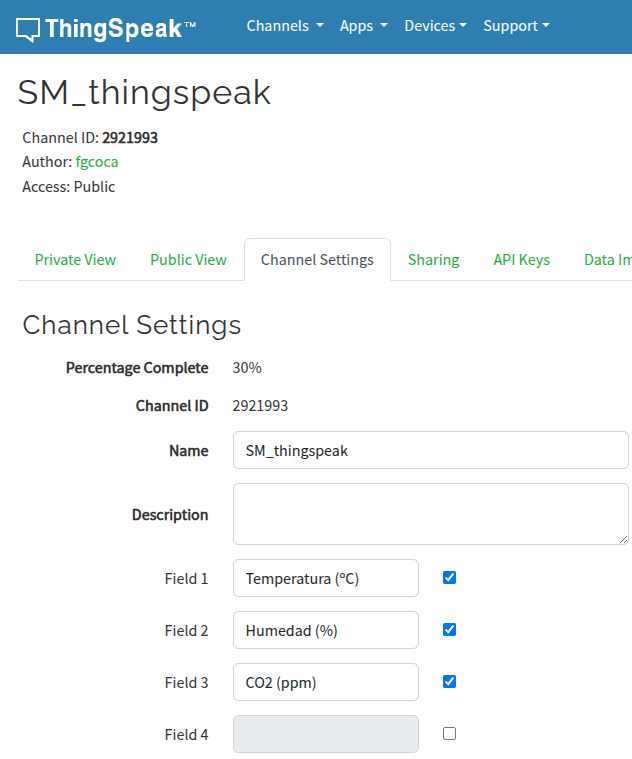 ThingSpeak™ Channels Apps Devices Support
SM_thingspeak
Channel ID: 2921993
Author: fgcoca
Access: Public
Private View Public View Channel Settings Sharing API Keys Data Im
Channel Settings
Percentage Complete 30%
Channel ID 2921993
Name SM_thingspeak
Description
Field 1 Temperatura (ºC)
Field 2 Humedad (%)
Field 3 CO2 (ppm)
Field 4